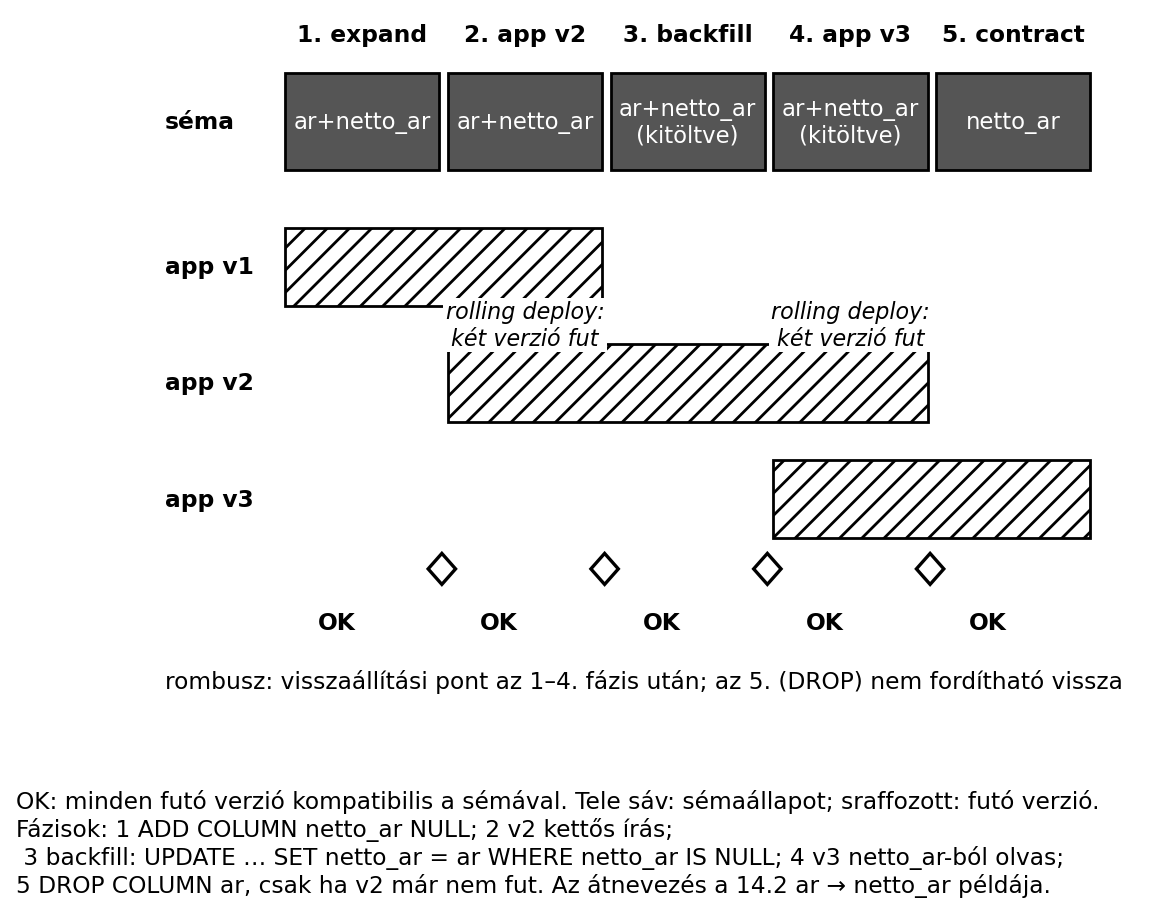 1. expand 2. app v2 3. backfill 4. app v3 5. contract
séma
ar+netto_ar
ar+netto_ar
ar+netto_ar
(kitöltve)
ar+netto_ar
(kitöltve)
netto_ar
app v1
rolling deploy:
két verzió fut
rolling deploy:
két verzió fut
app v2
app v3
OK OK OK OK OK
rombusz: visszaállítási pont az 1–4. fázis után; az 5. (DROP) nem fordítható vissza
OK: minden futó verzió kompatibilis a sémával. Tele sáv: sémaállapot; sraffozott: futó verzió.
Fázisok: 1 ADD COLUMN netto_ar NULL; 2 v2 kettős írás;
3 backfill: UPDATE … SET netto_ar = ar WHERE netto_ar IS NULL; 4 v3 netto_ar-ból olvas;
5 DROP COLUMN ar, csak ha v2 már nem fut. Az átnevezés a 14.2 ar → netto_ar példája.